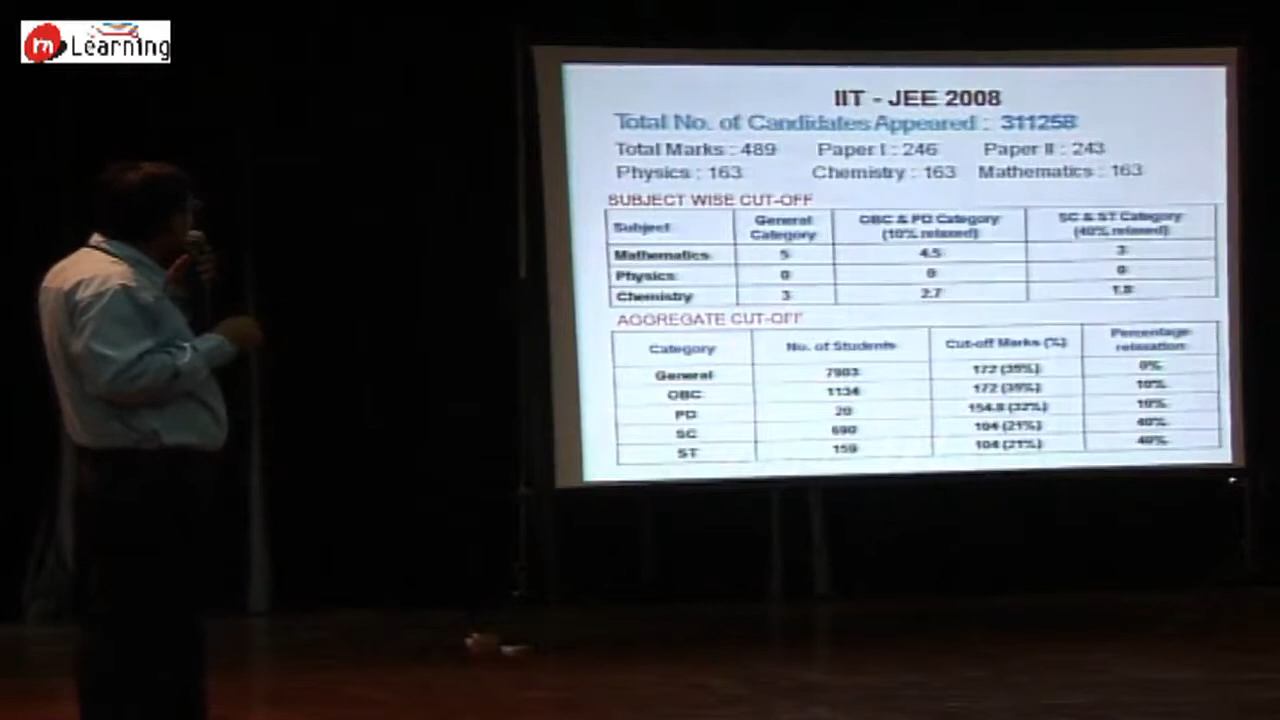 m Learning
IIT - JEE 2008
Total No. of Candidates Appeared : 311258
Total Marks : 489 Paper I : 246 Paper II : 243
Physics : 163 Chemistry : 163 Mathematics : 163
SUBJECT WISE CUT-OFF
Subject General Category OBC & PD Category (10% relaxed) SC & ST Category (40% relaxed)
Mathematics 5 4.5 3
Physics 0 0 0
Chemistry 3 2.7 1.8
AGGREGATE CUT-OFF
Category No. of Students Cut-off Marks (%) Percentage relaxation
General 7903 172 (35%) 0%
OBC 1134 172 (35%) 10%
PD 20 154.8 (32%) 10%
SC 690 104 (21%) 40%
ST 159 104 (21%) 40%